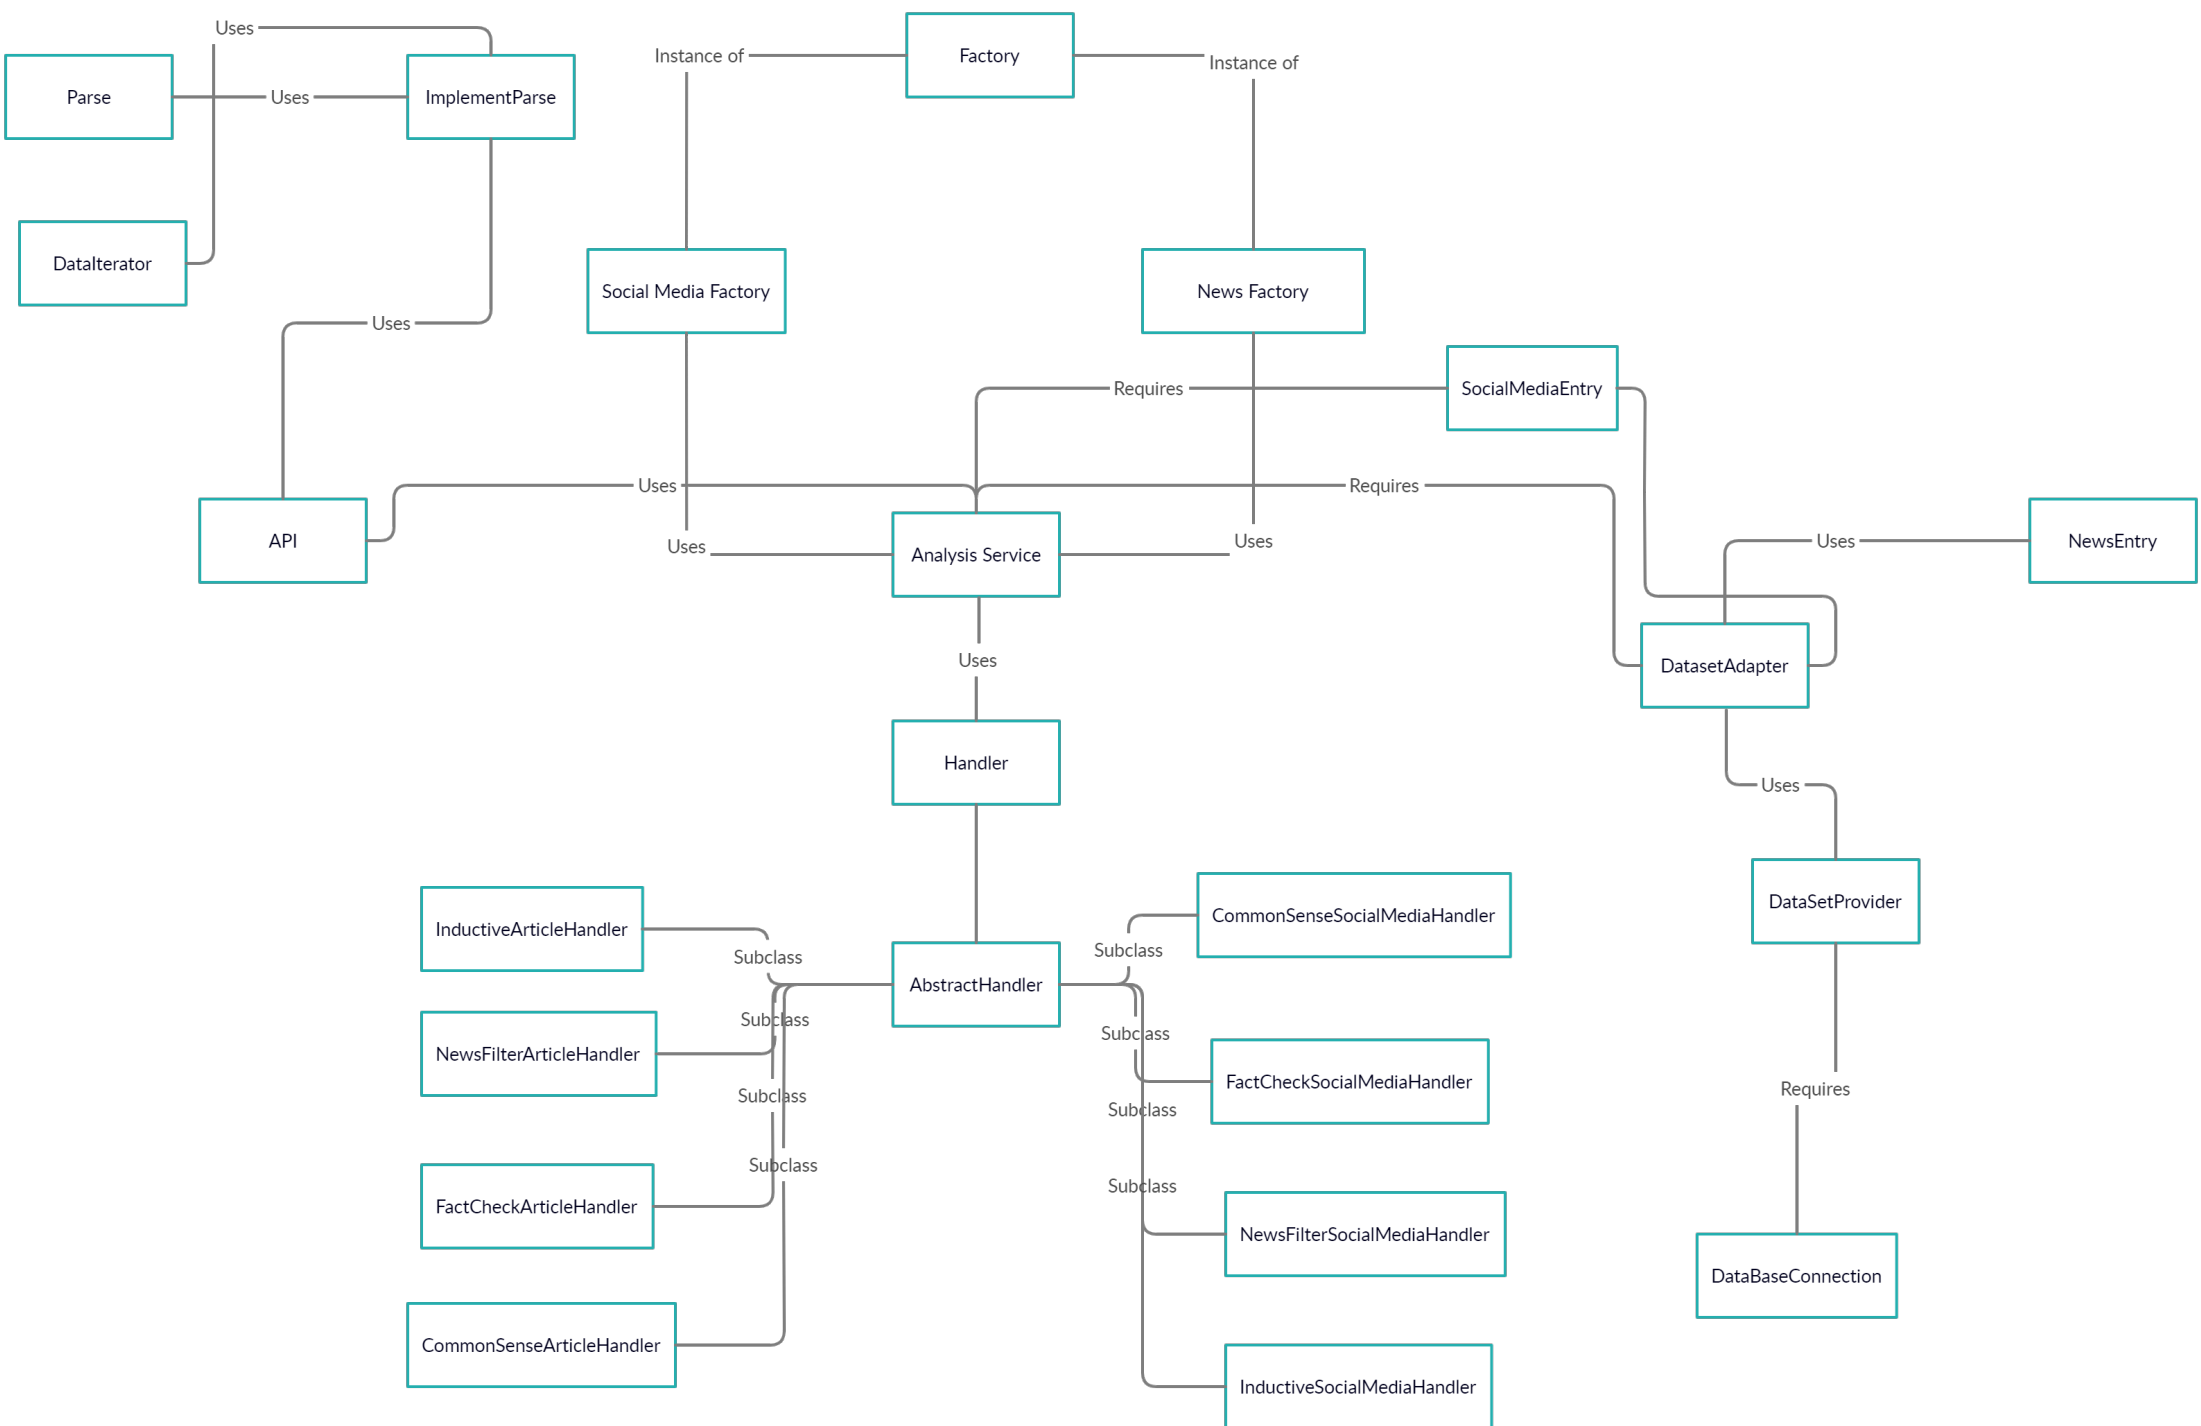 Uses
Instance of
Factory
Instance of
Parse
Uses
ImplementParse
DataIterator
Social Media Factory
News Factory
Uses
Requires
SocialMediaEntry
Uses
Requires
API
Uses
Analysis Service
Uses
Uses
NewsEntry
Uses
DatasetAdapter
Handler
Uses
InductiveArticleHandler
Subclass
AbstractHandler
Subclass
CommonSenseSocialMediaHandler
DataSetProvider
NewsFilterArticleHandler
Subclass
Subclass
FactCheckSocialMediaHandler
Subclass
Subclass
Requires
FactCheckArticleHandler
Subclass
Subclass
NewsFilterSocialMediaHandler
DataBaseConnection
CommonSenseArticleHandler
InductiveSocialMediaHandler